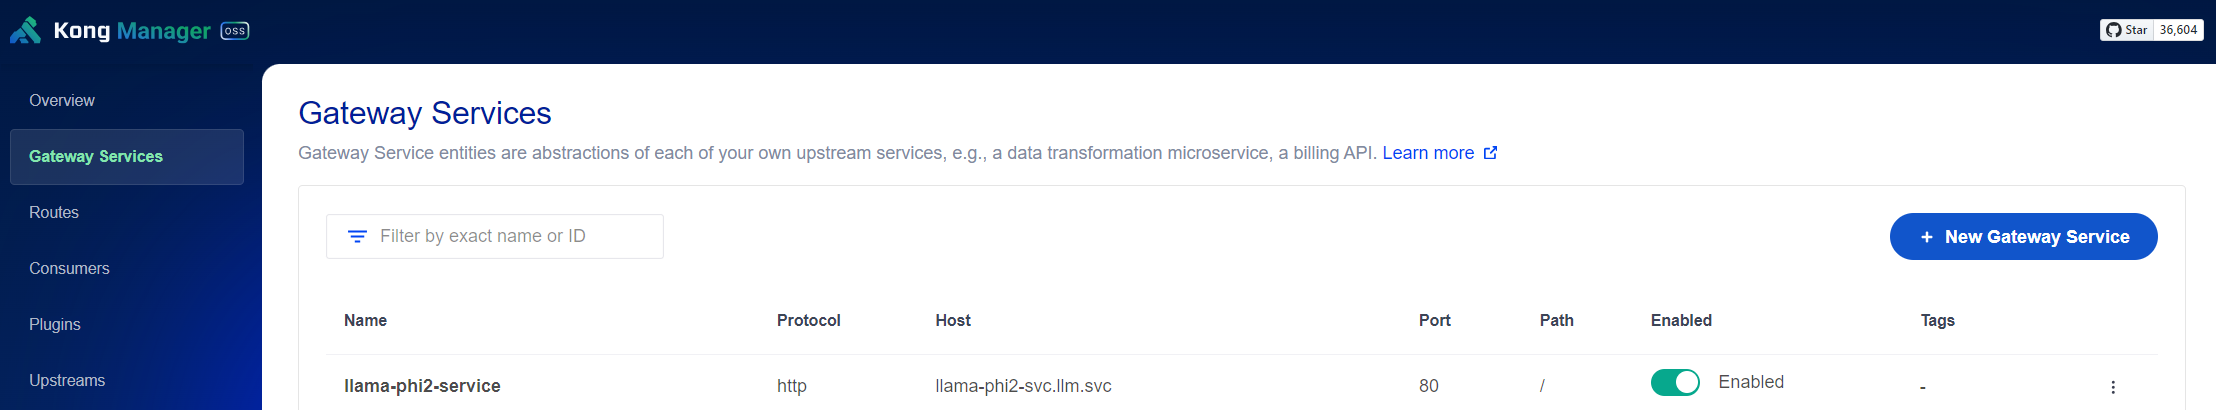 Kong Manager OSS
Star 36,604
Overview
Gateway Services
Routes
Consumers
Plugins
Upstreams
Gateway Services
Gateway Service entities are abstractions of each of your own upstream services, e.g., a data transformation microservice, a billing API. Learn more
Filter by exact name or ID
+ New Gateway Service
Name Protocol Host Port Path Enabled Tags
llama-phi2-service http llama-phi2-svc.llm.svc 80 / Enabled -